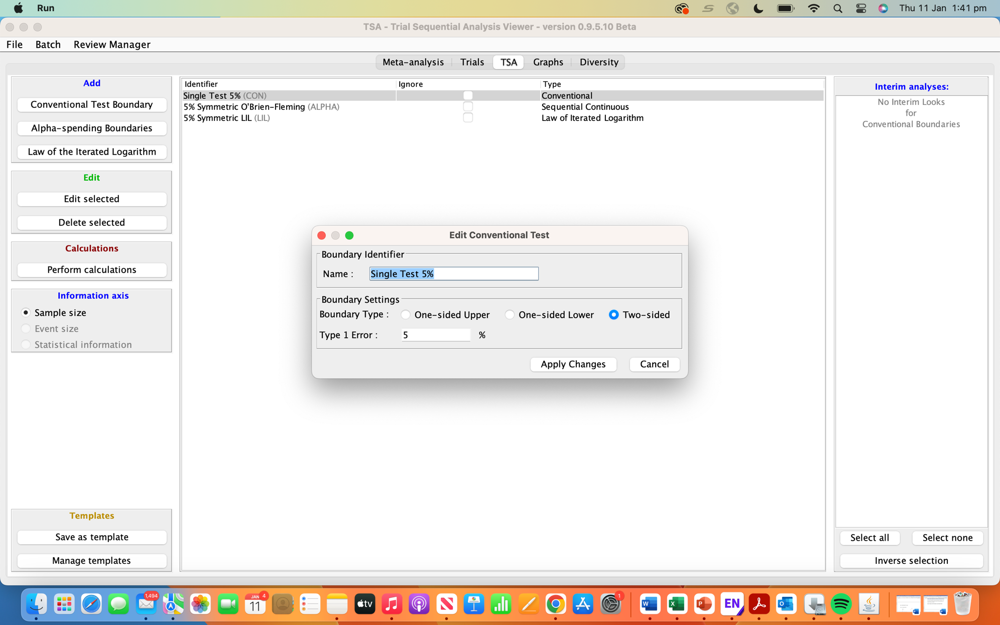 Run
Thu 11 Jan 1:41 pm
TSA - Trial Sequential Analysis Viewer - version 0.9.5.10 Beta
File Batch Review Manager
Meta-analysis Trials TSA Graphs Diversity
Add
Conventional Test Boundary
Alpha-spending Boundaries
Law of the Iterated Logarithm
Edit
Edit selected
Delete selected
Calculations
Perform calculations
Information axis
Sample size
Event size
Statistical information
Templates
Save as template
Manage templates
Identifier Ignore Type
Single Test 5% (CON) Conventional
5% Symmetric O'Brien-Fleming (ALPHA) Sequential Continuous
5% Symmetric LIL (LIL) Law of Iterated Logarithm
Edit Conventional Test
Boundary Identifier
Name : Single Test 5%
Boundary Settings
Boundary Type : One-sided Upper One-sided Lower Two-sided
Type 1 Error : 5 %
Apply Changes Cancel
Interim analyses:
No Interim Looks
for
Conventional Boundaries
Select all Select none
Inverse selection
1,494
JAN 4
11
tv
1
W
X
P
EN
O